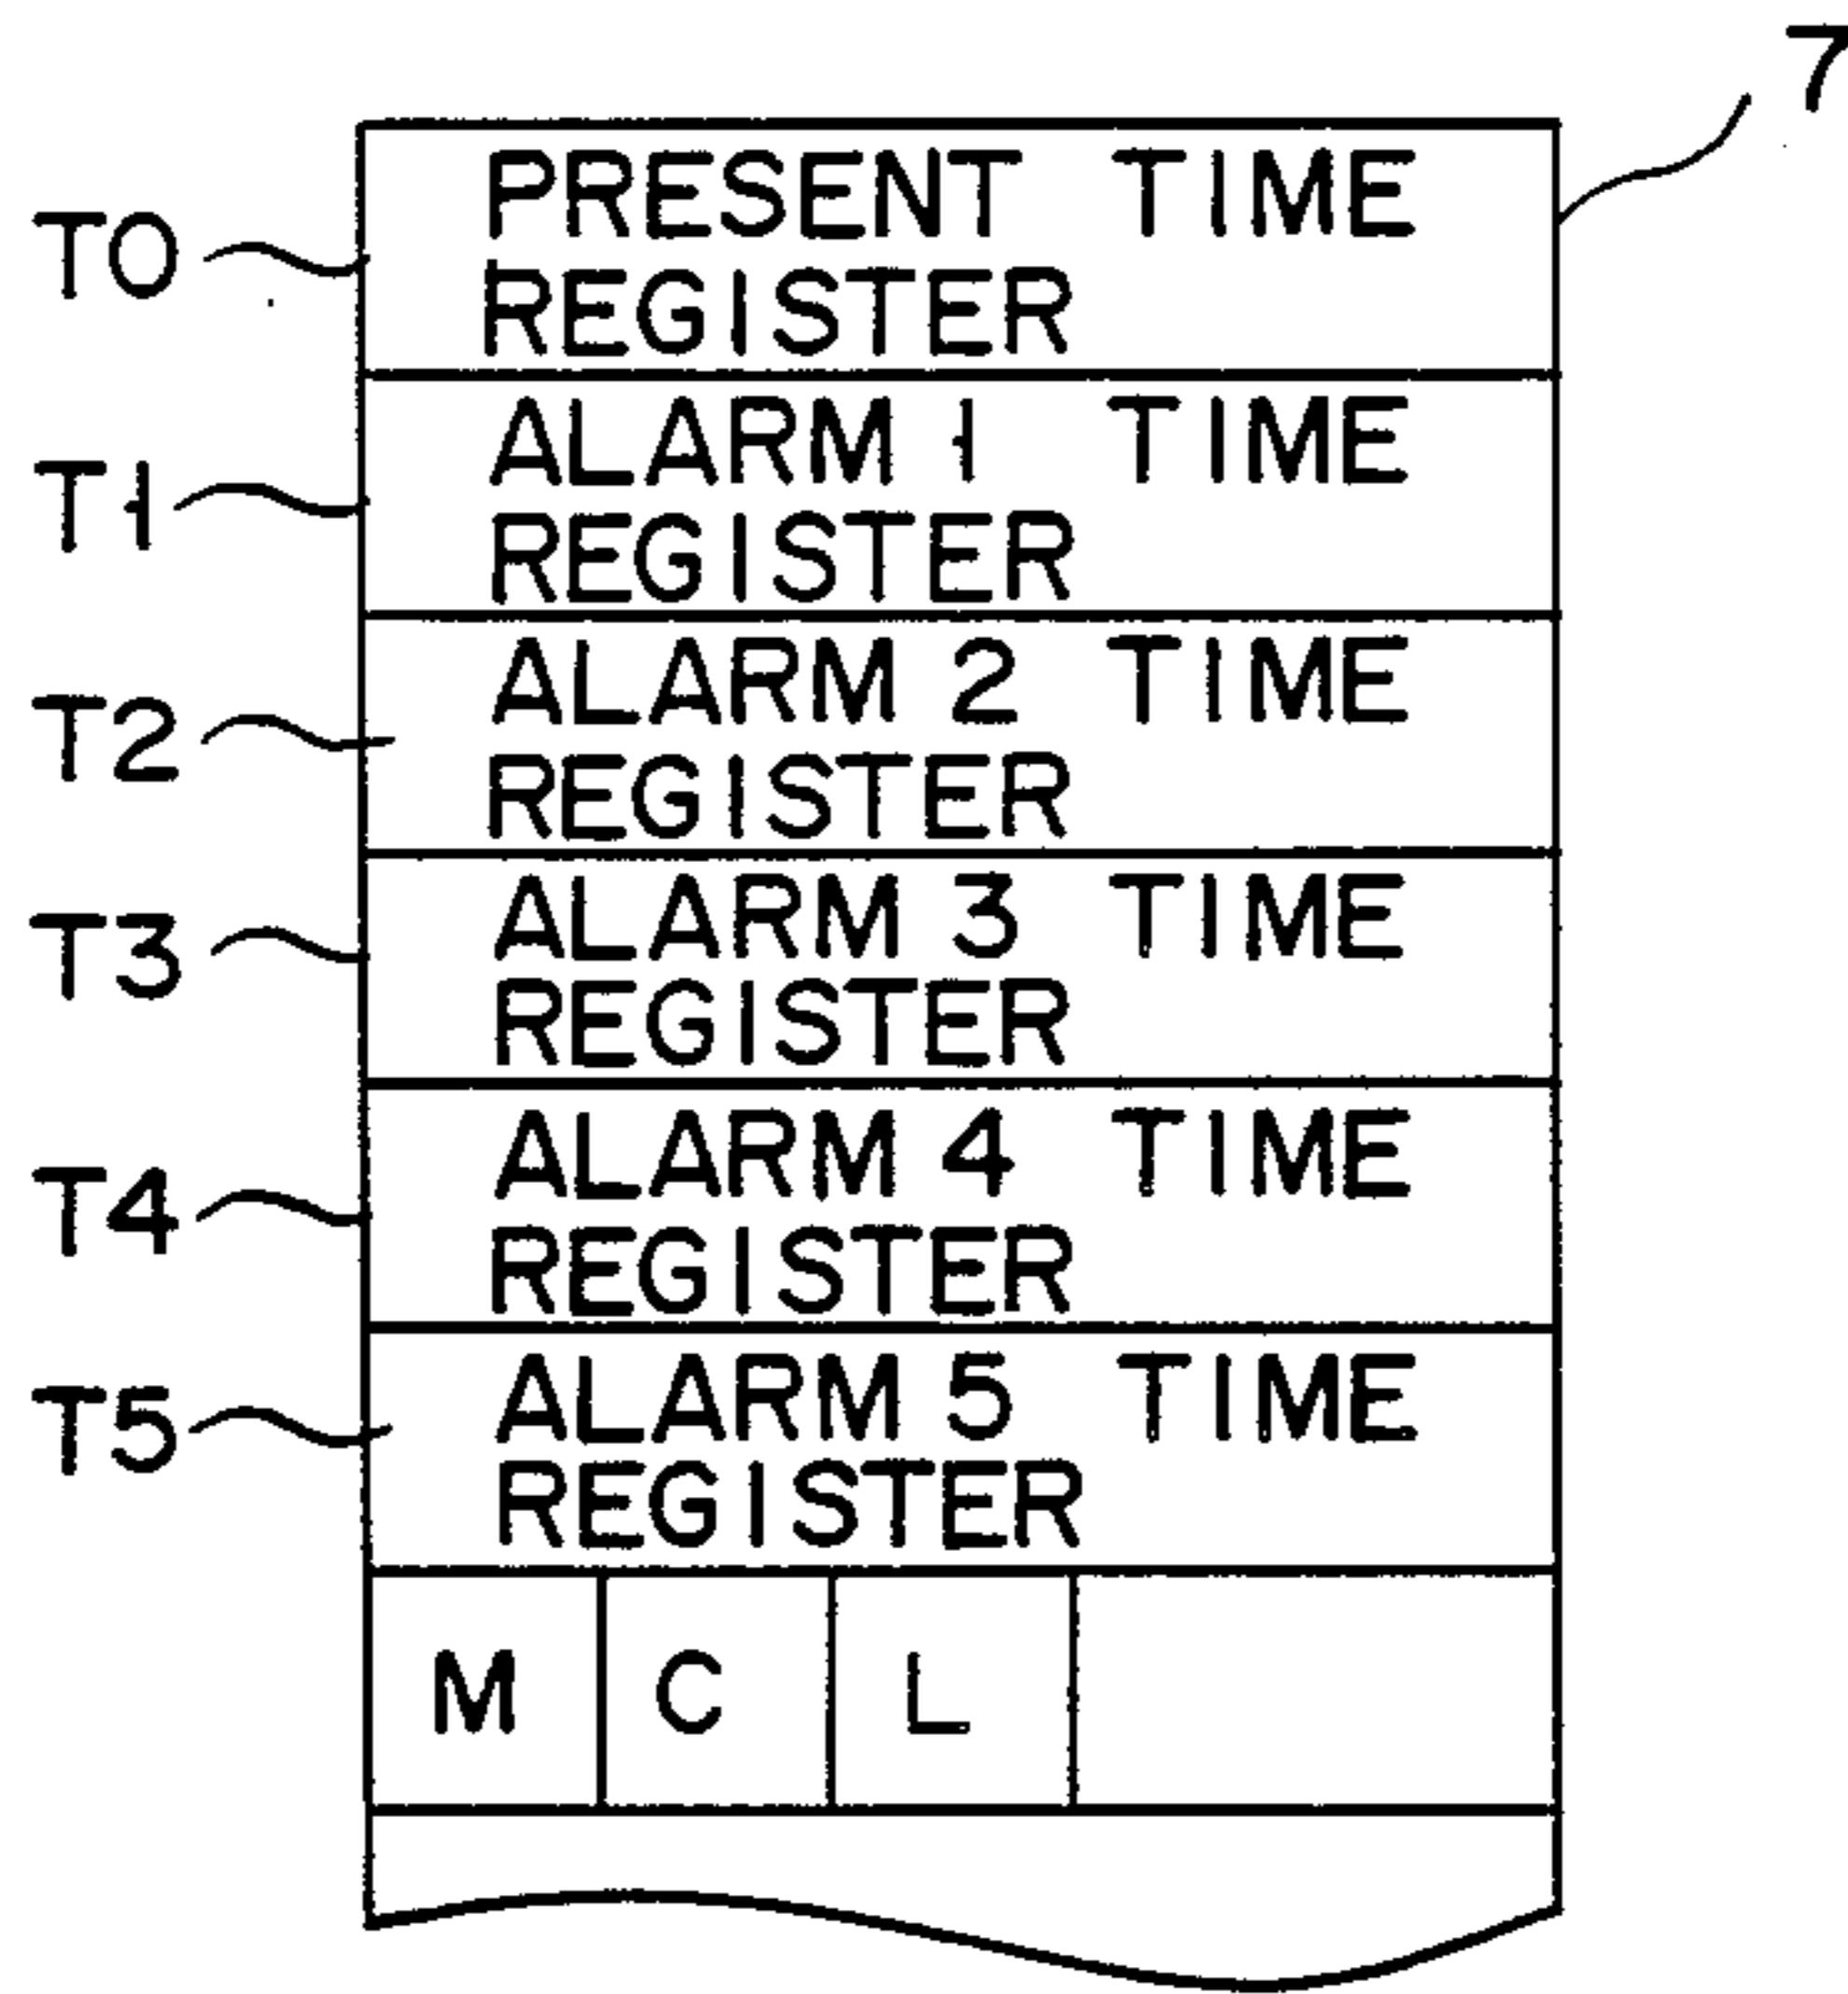 7
T0
PRESENT TIME
REGISTER
T1
ALARM 1 TIME
REGISTER
T2
ALARM 2 TIME
REGISTER
T3
ALARM 3 TIME
REGISTER
T4
ALARM 4 TIME
REGISTER
T5
ALARM 5 TIME
REGISTER
M C L